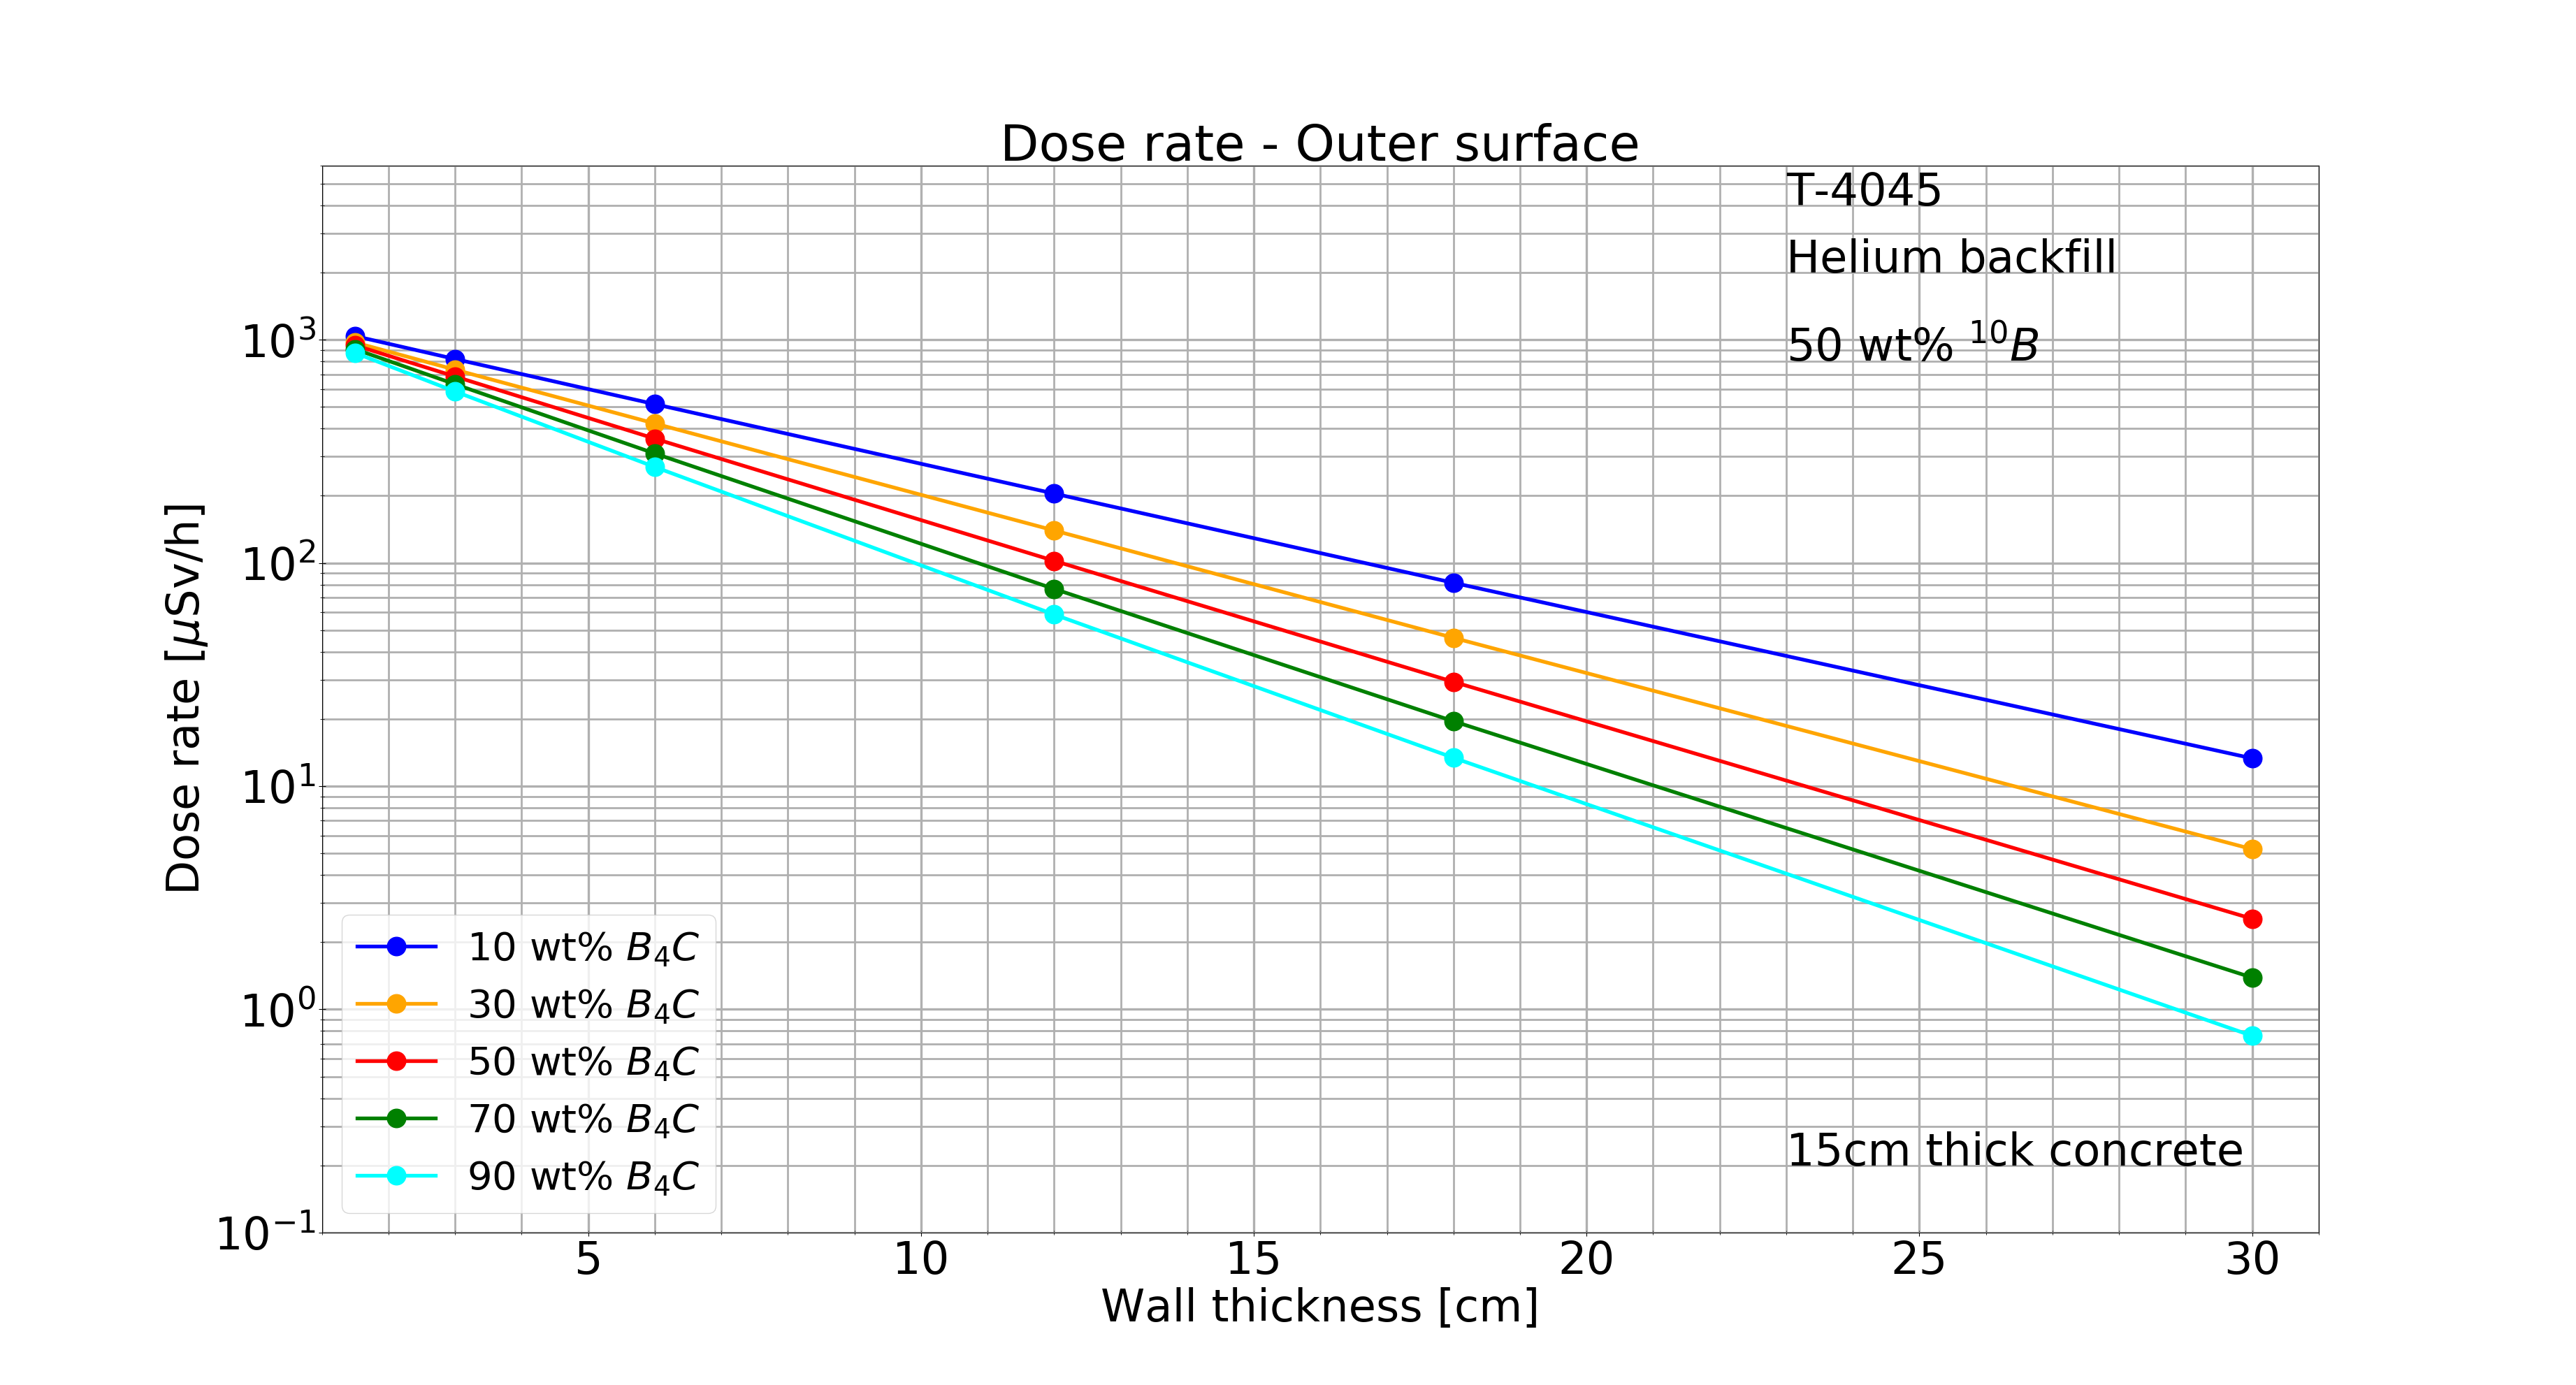 Dose rate - Outer surface
T-4045
Helium backfill
50 wt% ¹⁰B
10³
10²
10¹
10⁰
10⁻¹
Dose rate [μSv/h]
10 wt% B₄C
30 wt% B₄C
50 wt% B₄C
70 wt% B₄C
90 wt% B₄C
15cm thick concrete
5 10 15 20 25 30
Wall thickness [cm]